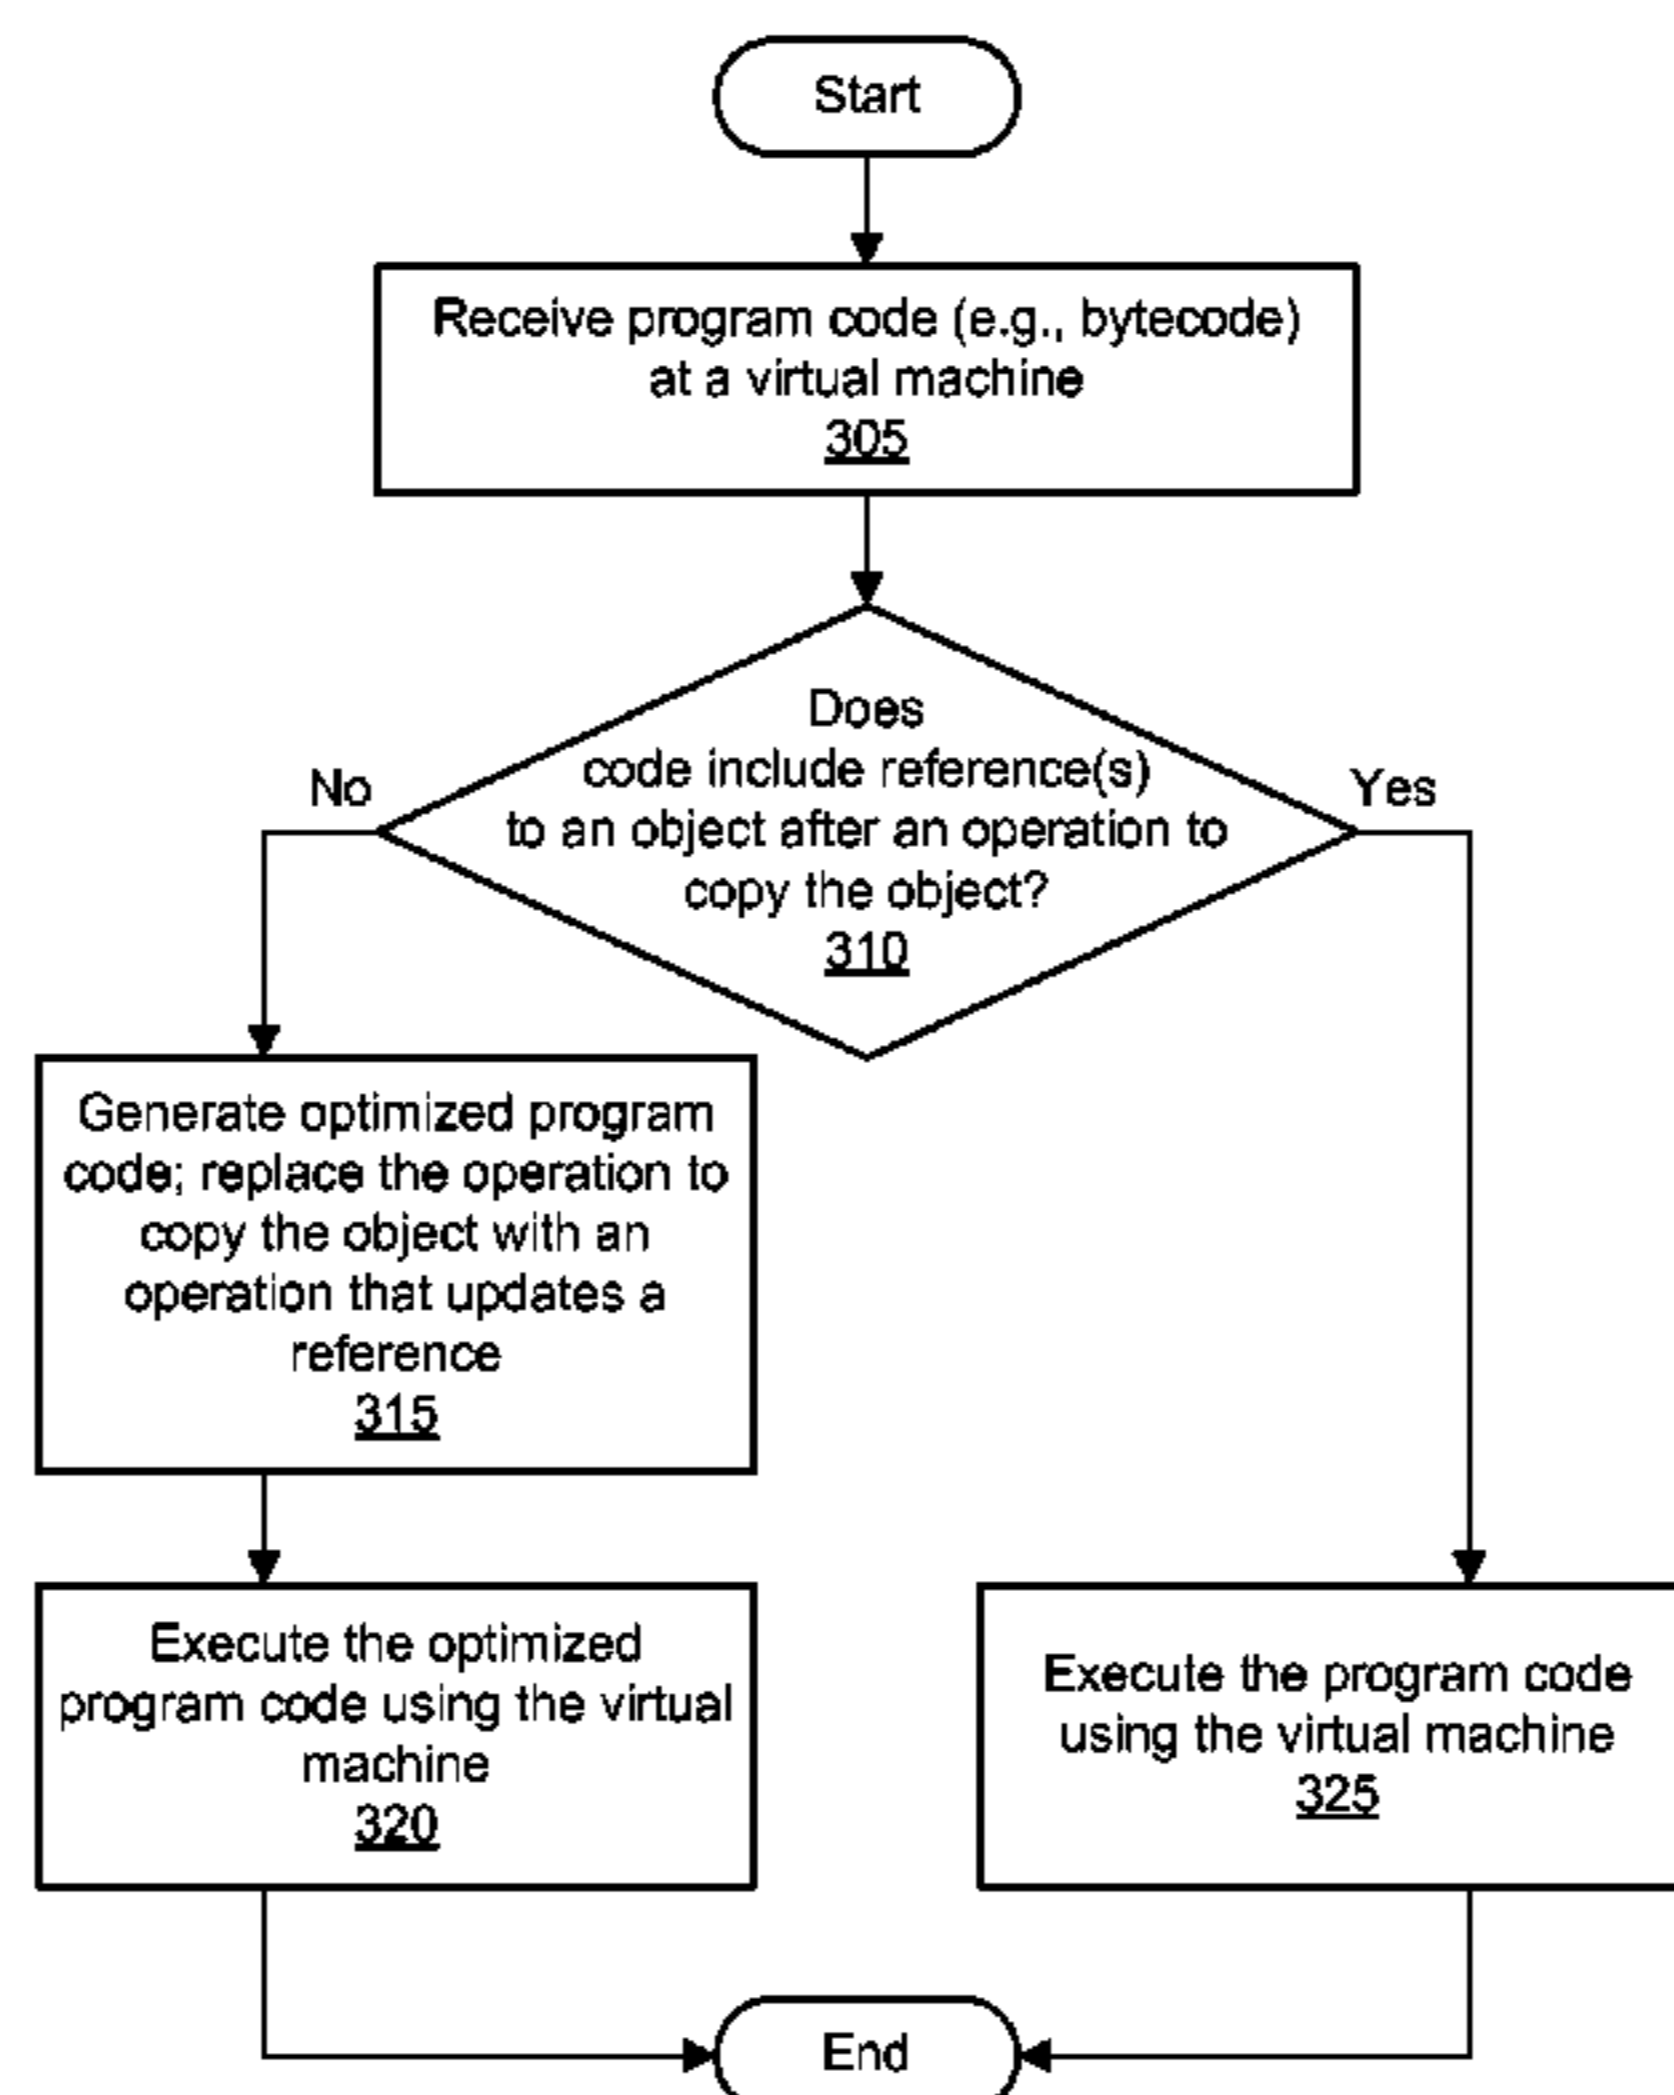 Start
Receive program code (e.g., bytecode)
at a virtual machine
305
Does
code include reference(s)
to an object after an operation to
copy the object?
310
No
Yes
Generate optimized program
code; replace the operation to
copy the object with an
operation that updates a
reference
315
Execute the optimized
program code using the virtual
machine
320
Execute the program code
using the virtual machine
325
End